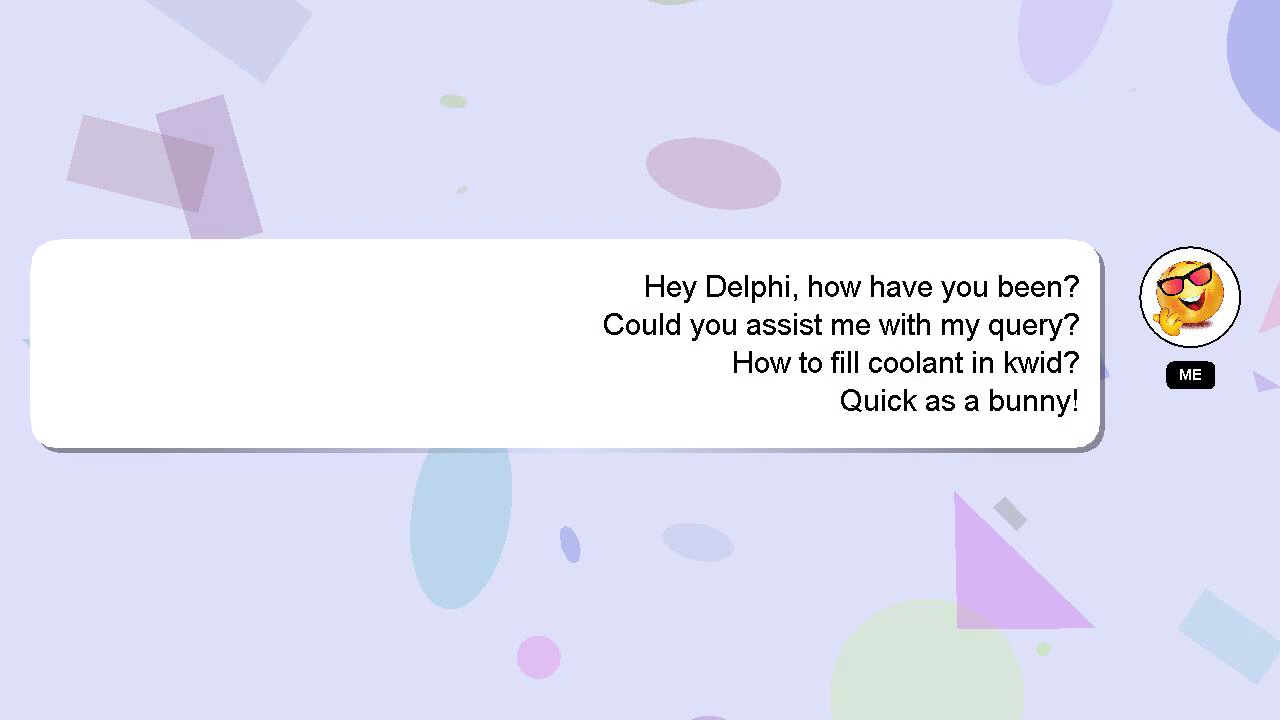 Hey Delphi, how have you been?
Could you assist me with my query?
How to fill coolant in kwid?
Quick as a bunny!
ME